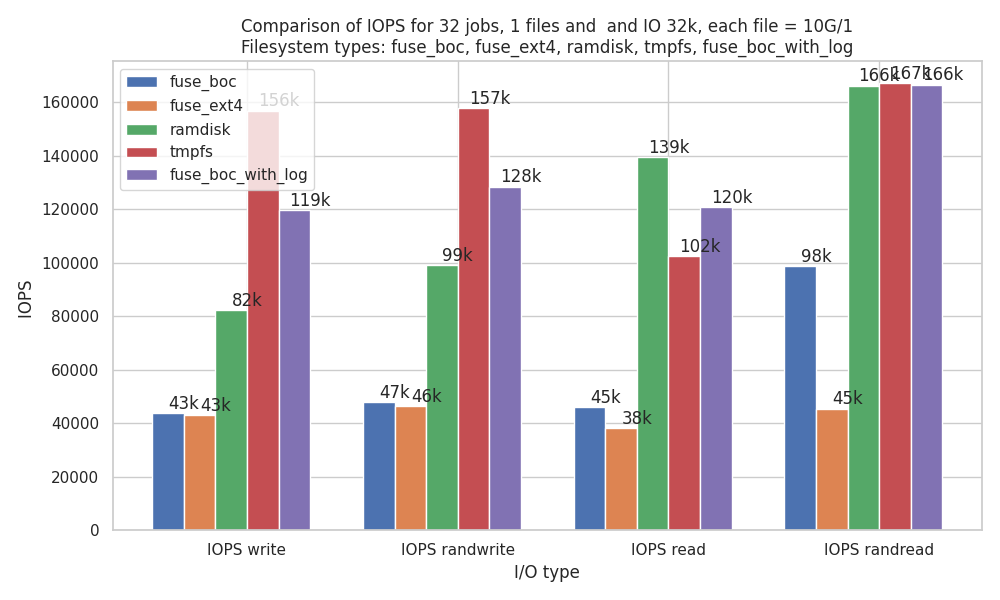 Comparison of IOPS for 32 jobs, 1 files and  and IO 32k, each file = 10G/1
Filesystem types: fuse_boc, fuse_ext4, ramdisk, tmpfs, fuse_boc_with_log
fuse_boc
fuse_ext4
ramdisk
tmpfs
fuse_boc_with_log
IOPS
160000
140000
120000
100000
80000
60000
40000
20000
0
43k
43k
82k
156k
119k
47k
46k
99k
157k
128k
45k
38k
139k
102k
120k
98k
45k
166k
167k
166k
IOPS write
IOPS randwrite
IOPS read
IOPS randread
I/O type